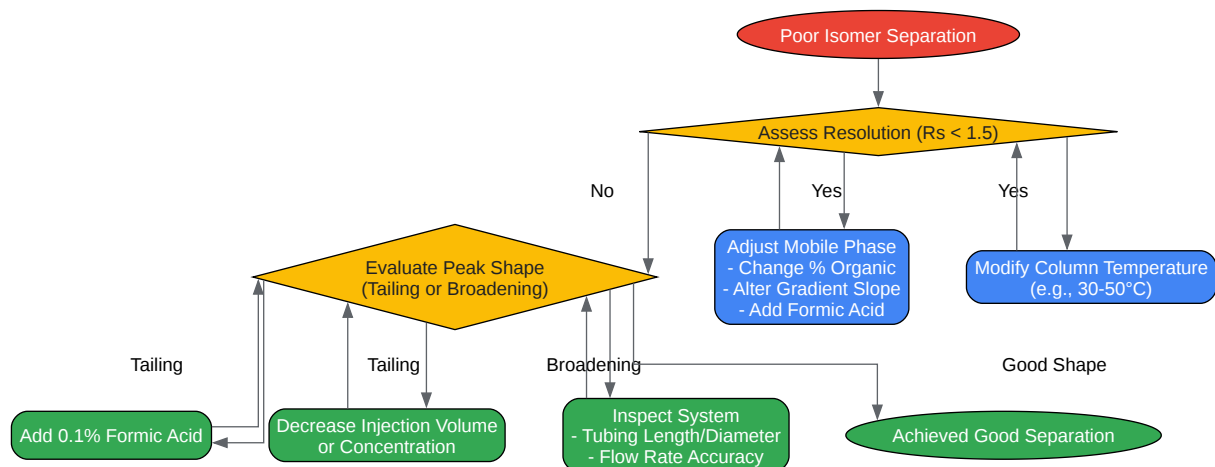 Poor Isomer Separation
Assess Resolution (Rs < 1.5)
No
Yes
Yes
Adjust Mobile Phase
- Change % Organic
- Alter Gradient Slope
- Add Formic Acid
Modify Column Temperature
(e.g., 30-50°C)
Evaluate Peak Shape
(Tailing or Broadening)
Tailing
Tailing
Broadening
Good Shape
Add 0.1% Formic Acid
Decrease Injection Volume
or Concentration
Inspect System
- Tubing Length/Diameter
- Flow Rate Accuracy
Achieved Good Separation